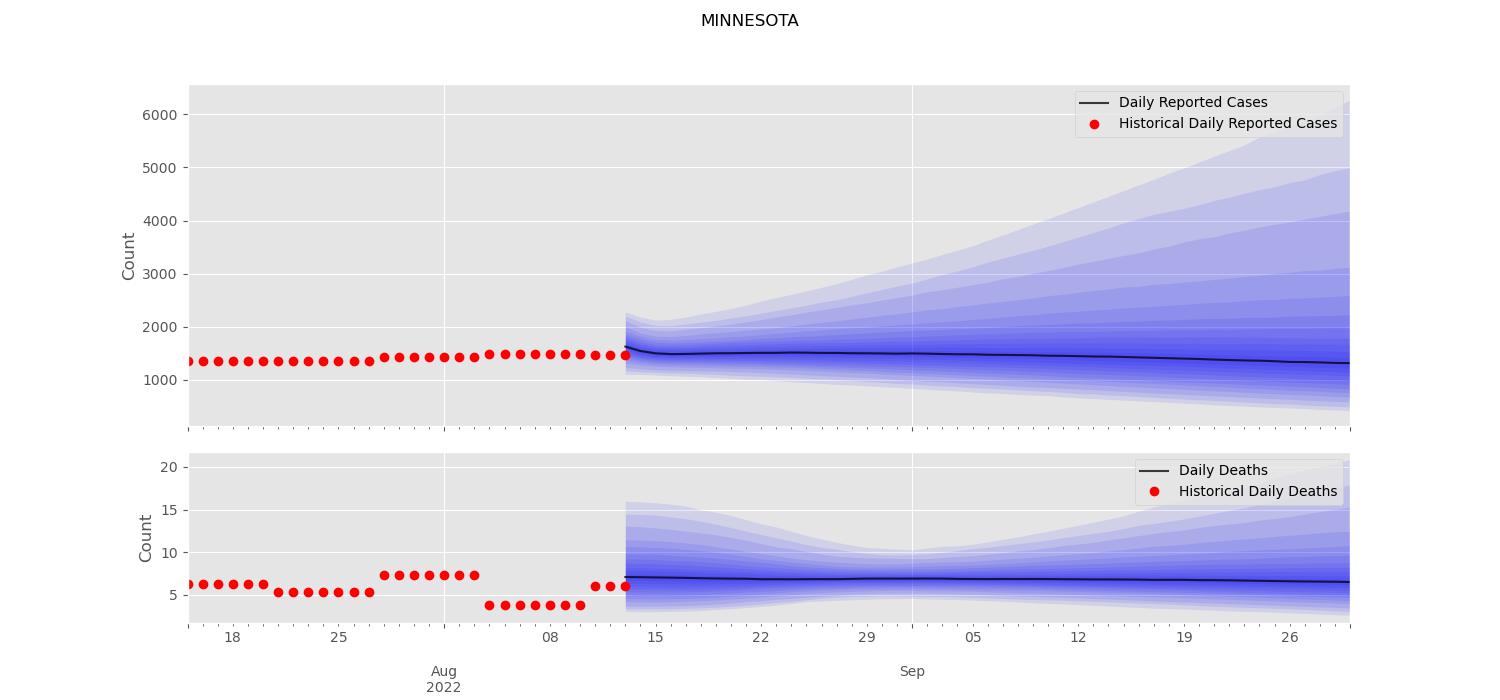 MINNESOTA
Daily Reported Cases
Historical Daily Reported Cases
6000
5000
4000
3000
2000
1000
Count
Daily Deaths
Historical Daily Deaths
20
15
10
5
Count
18 25 08 15 22 29 05 12 19 26
Aug Sep
2022